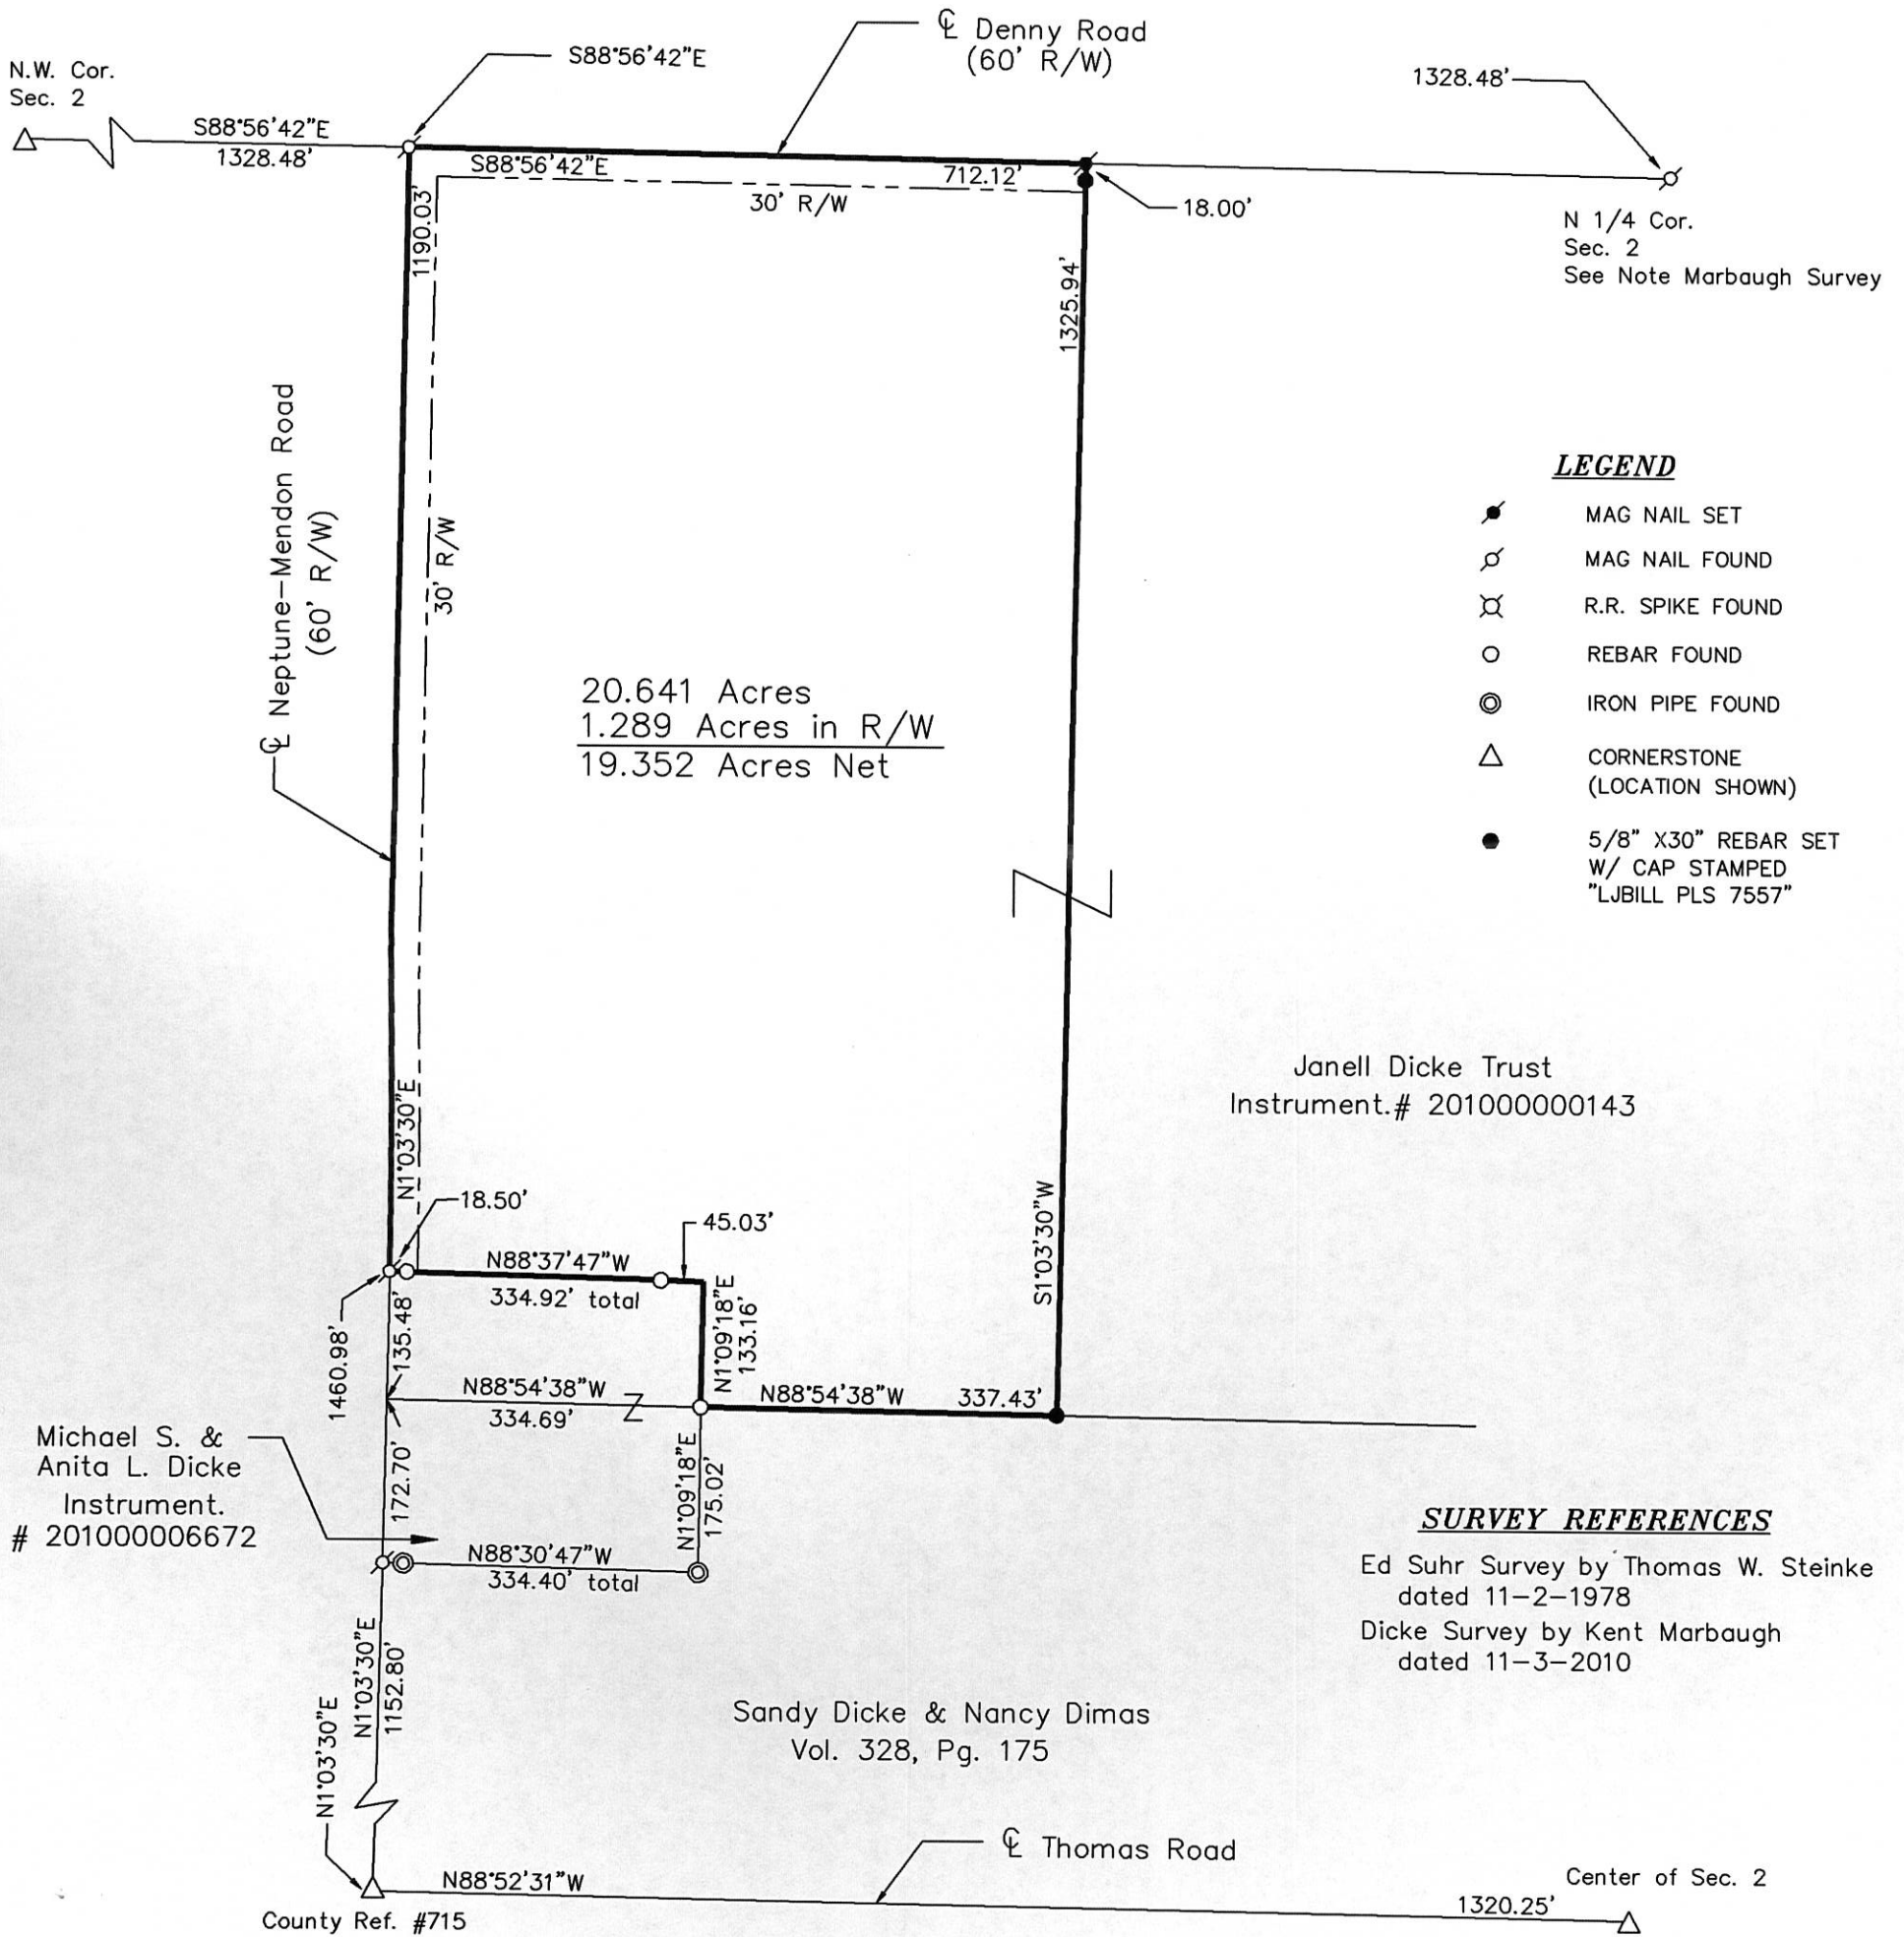 N.W. Cor.
Sec. 2
S88°56'42"E
1328.48'
S88°56'42"E
℄ Denny Road
(60' R/W)
1328.48'
S88°56'42"E
712.12'
30' R/W
18.00'
N 1/4 Cor.
Sec. 2
See Note Marbaugh Survey
1190.03'
1325.94'
℄ Neptune-Mendon Road
(60' R/W)
30' R/W
LEGEND
MAG NAIL SET
MAG NAIL FOUND
R.R. SPIKE FOUND
REBAR FOUND
IRON PIPE FOUND
CORNERSTONE
(LOCATION SHOWN)
5/8" X30" REBAR SET
W/ CAP STAMPED
"LJBILL PLS 7557"
20.641 Acres
1.289 Acres in R/W
19.352 Acres Net
Janell Dicke Trust
Instrument.# 201000000143
N1°03'30"E
S1°03'30"W
18.50'
45.03'
N88°37'47"W
334.92' total
1460.98'
135.48'
N1°09'18"E
133.16'
N88°54'38"W
334.69'
N88°54'38"W
337.43'
Michael S. &
Anita L. Dicke
Instrument.
# 201000006672
172.70'
N1°09'18"E
175.02'
N88°30'47"W
334.40' total
SURVEY REFERENCES
Ed Suhr Survey by Thomas W. Steinke
dated 11-2-1978
Dicke Survey by Kent Marbaugh
dated 11-3-2010
N1°03'30"E
1152.80'
N1°03'30"E
Sandy Dicke & Nancy Dimas
Vol. 328, Pg. 175
℄ Thomas Road
N88°52'31"W
Center of Sec. 2
1320.25'
County Ref. #715